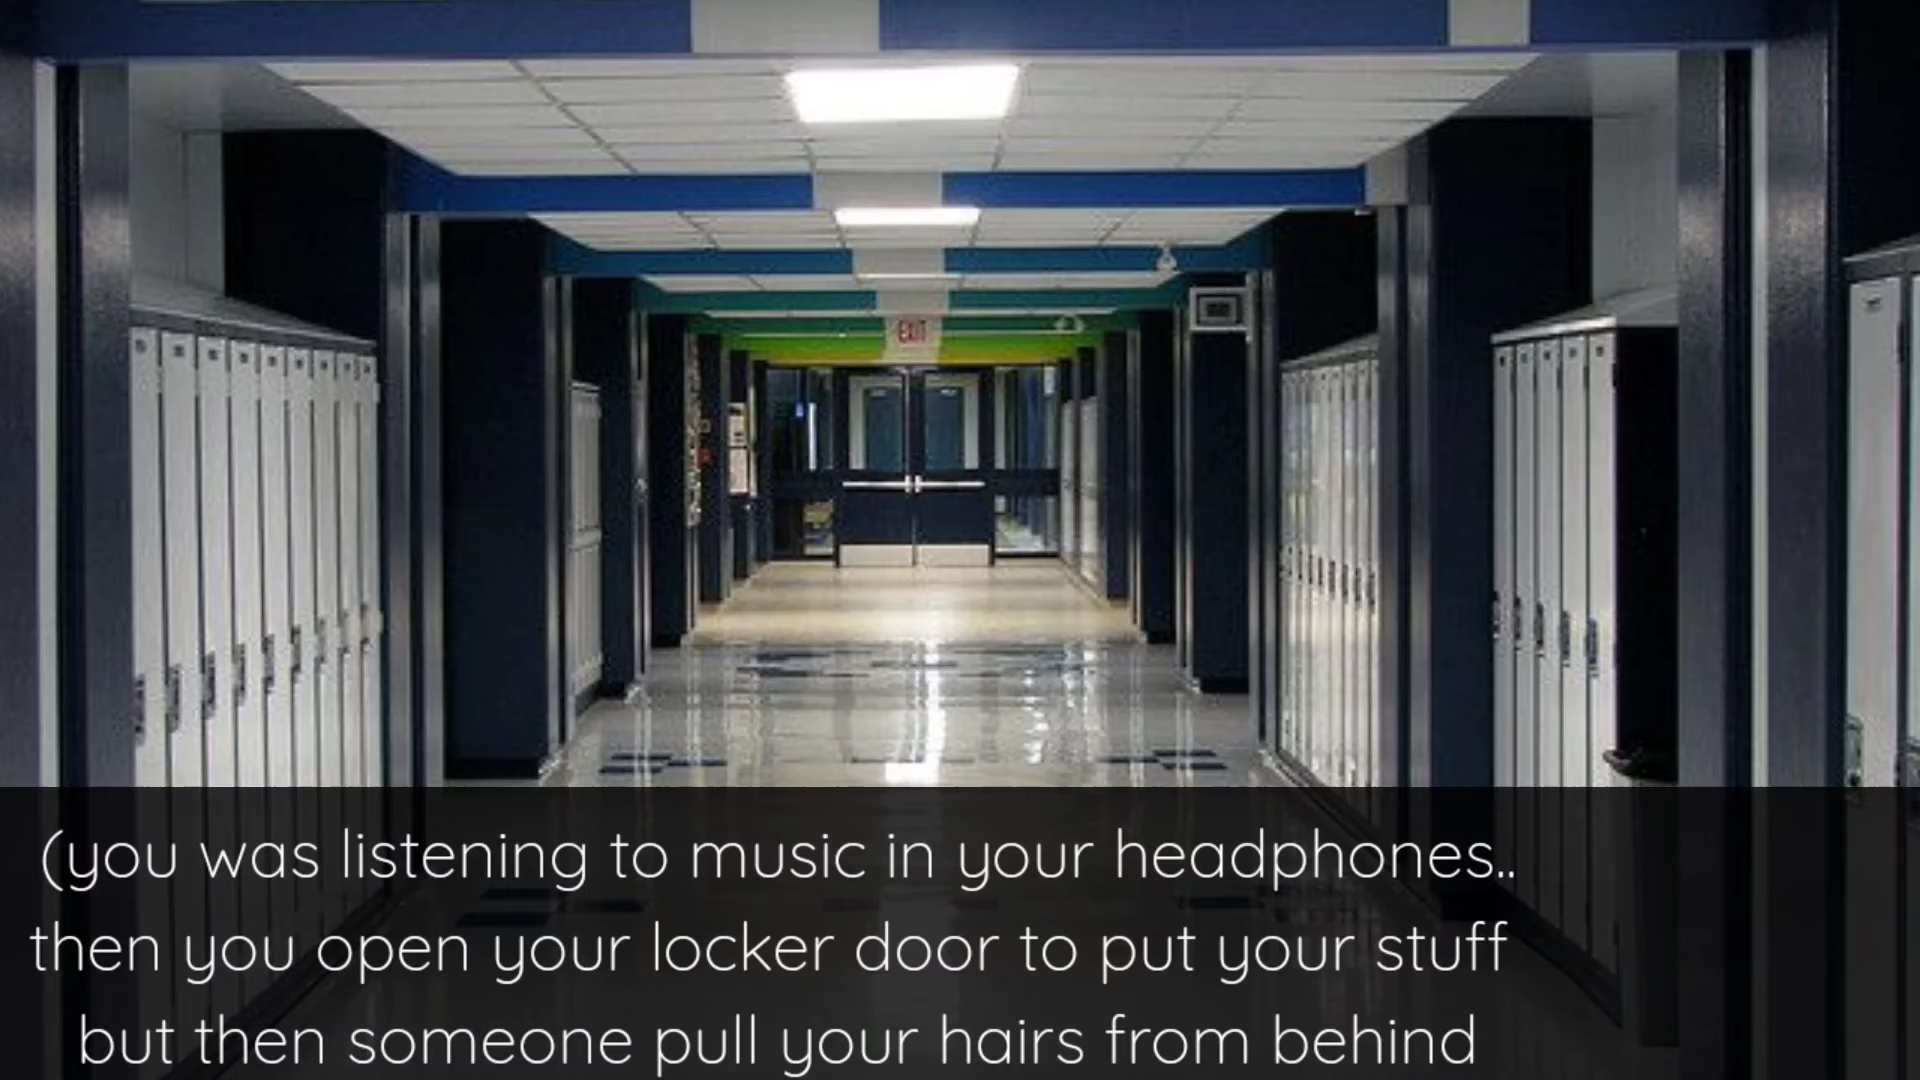 EXIT
(you was listening to music in your headphones..
then you open your locker door to put your stuff
but then someone pull your hairs from behind